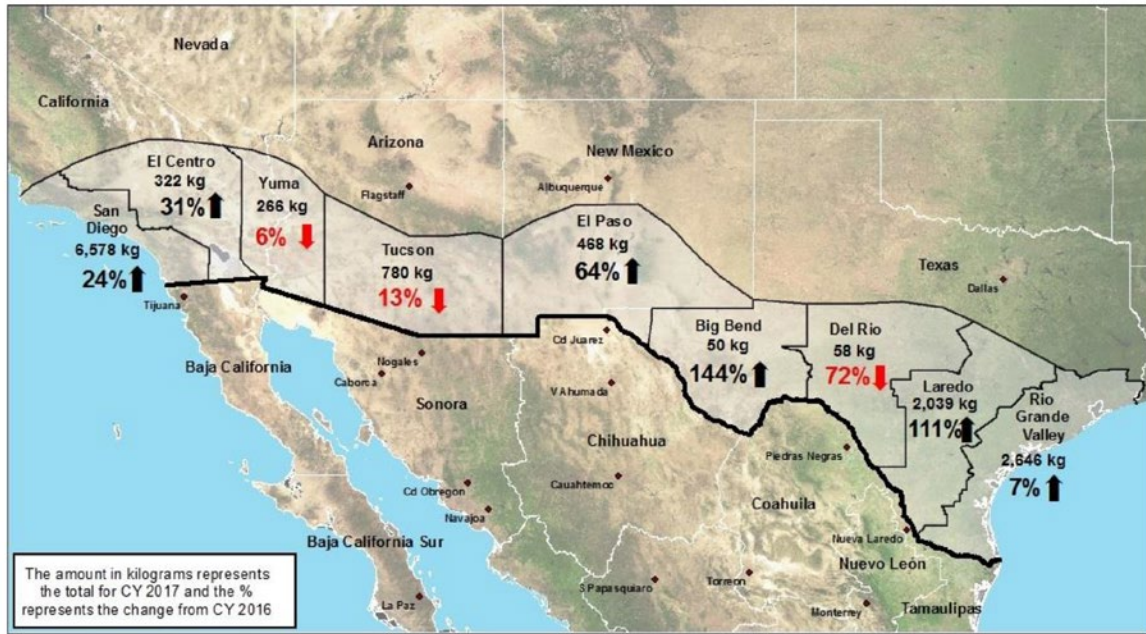 Nevada
California
Arizona
New Mexico
Flagstaff
Albuquerque
El Centro
322 kg
31%
Yuma
266 kg
6%
San
Diego
6,578 kg
24%
Tucson
780 kg
13%
El Paso
468 kg
64%
Texas
Dallas
Big Bend
50 kg
144%
Del Rio
58 kg
72%
Laredo
2,039 kg
111%
Rio
Grande
Valley
2,646 kg
7%
Tijuana
Baja California
Nogales
Caborca
Sonora
Cd Juarez
V Ahumada
Chihuahua
Cuauhtemoc
Piedras Negras
Coahuila
Cd Obregon
Navajoa
Baja California Sur
Nueva Laredo
Nuevo León
La Paz
S Papasquiaro
Torreon
Monterrey
Tamaulipas
The amount in kilograms represents
the total for CY 2017 and the %
represents the change from CY 2016